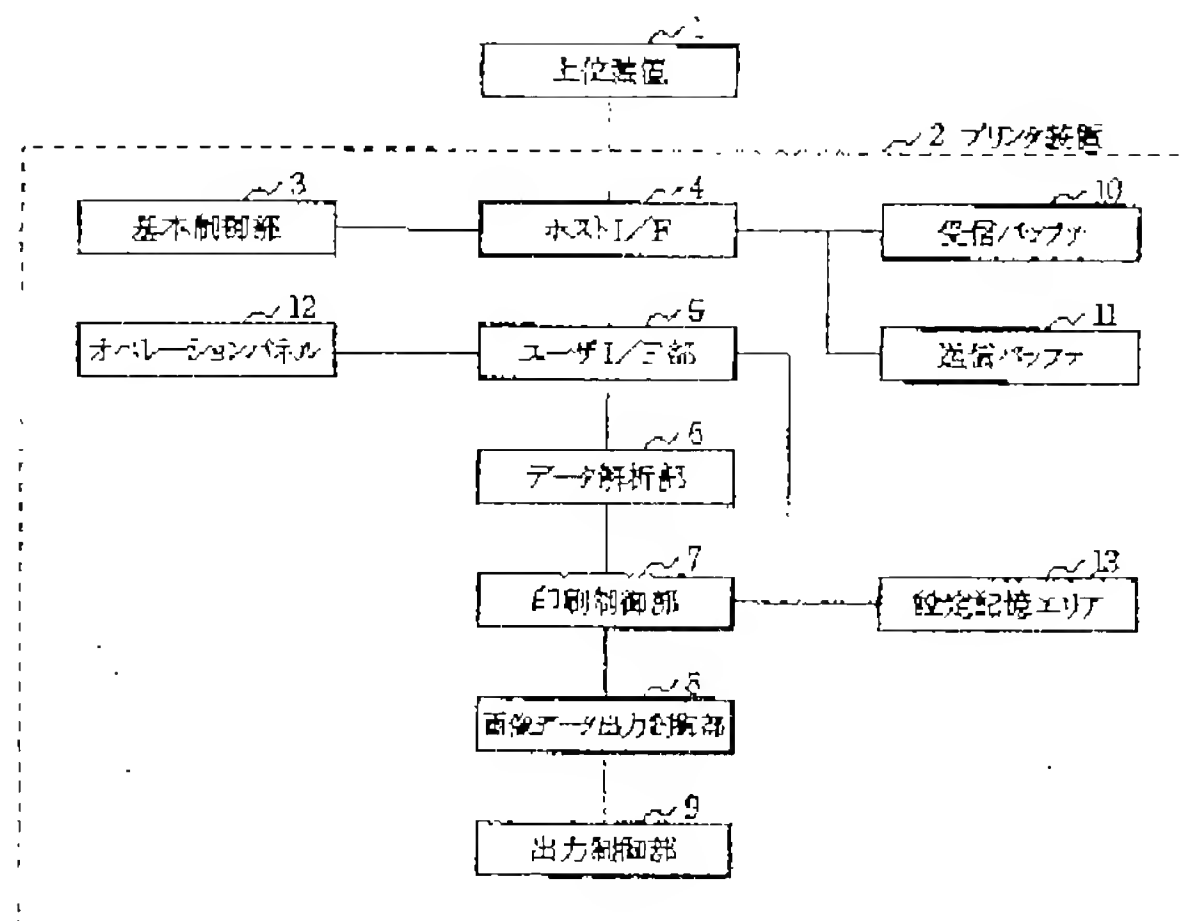 1
上位装置
2 プリンタ装置
3
基本制御部
4
ホストI/F
10
受信バッファ
12
オペレーションパネル
5
ユーザI/F部
11
送信バッファ
6
データ解析部
7
印刷制御部
13
設定記憶エリア
8
画像データ出力制御部
9
出力制御部